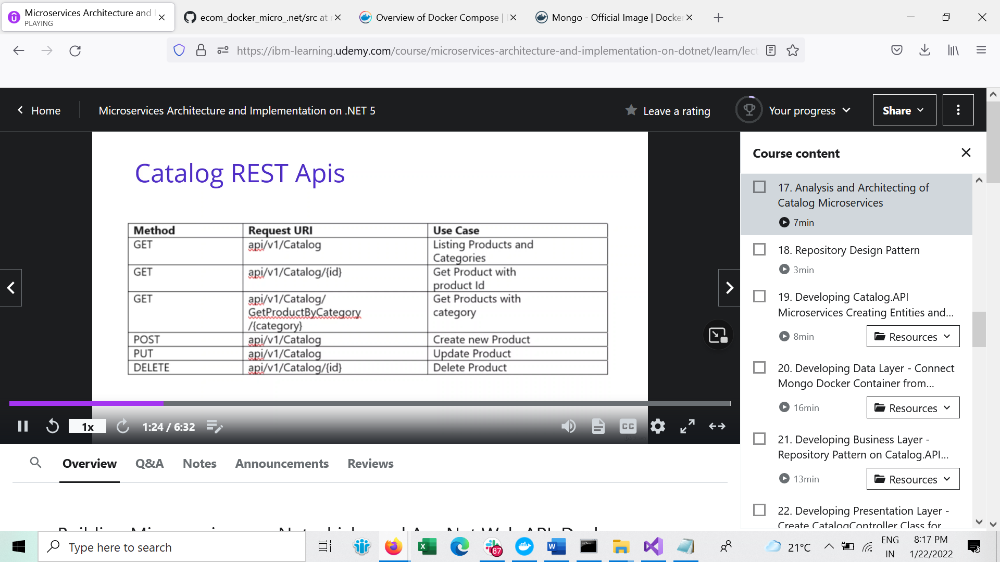 Microservices Architecture and
PLAYING
ecom_docker_micro_.net/src at
Overview of Docker Compose |
Mongo - Official Image | Docker
https://ibm-learning.udemy.com/course/microservices-architecture-and-implementation-on-dotnet/learn/lect
Home
Microservices Architecture and Implementation on .NET 5
Leave a rating
Your progress
Share
Catalog REST Apis
Method Request URI Use Case
GET api/v1/Catalog Listing Products and
Categories
GET api/v1/Catalog/{id} Get Product with
product Id
GET api/v1/Catalog/ Get Products with
GetProductByCategory category
/{category}
POST api/v1/Catalog Create new Product
PUT api/v1/Catalog Update Product
DELETE api/v1/Catalog/{id} Delete Product
1x
1:24 / 6:32
CC
Course content
17. Analysis and Architecting of
Catalog Microservices
7min
18. Repository Design Pattern
3min
19. Developing Catalog.API
Microservices Creating Entities and...
8min
Resources
20. Developing Data Layer - Connect
Mongo Docker Container from...
16min
Resources
21. Developing Business Layer -
Repository Pattern on Catalog.API...
13min
Resources
22. Developing Presentation Layer -
Create CatalogController Class for
Overview
Q&A
Notes
Announcements
Reviews
Type here to search
87
21°C
ENG
IN
8:17 PM
1/22/2022